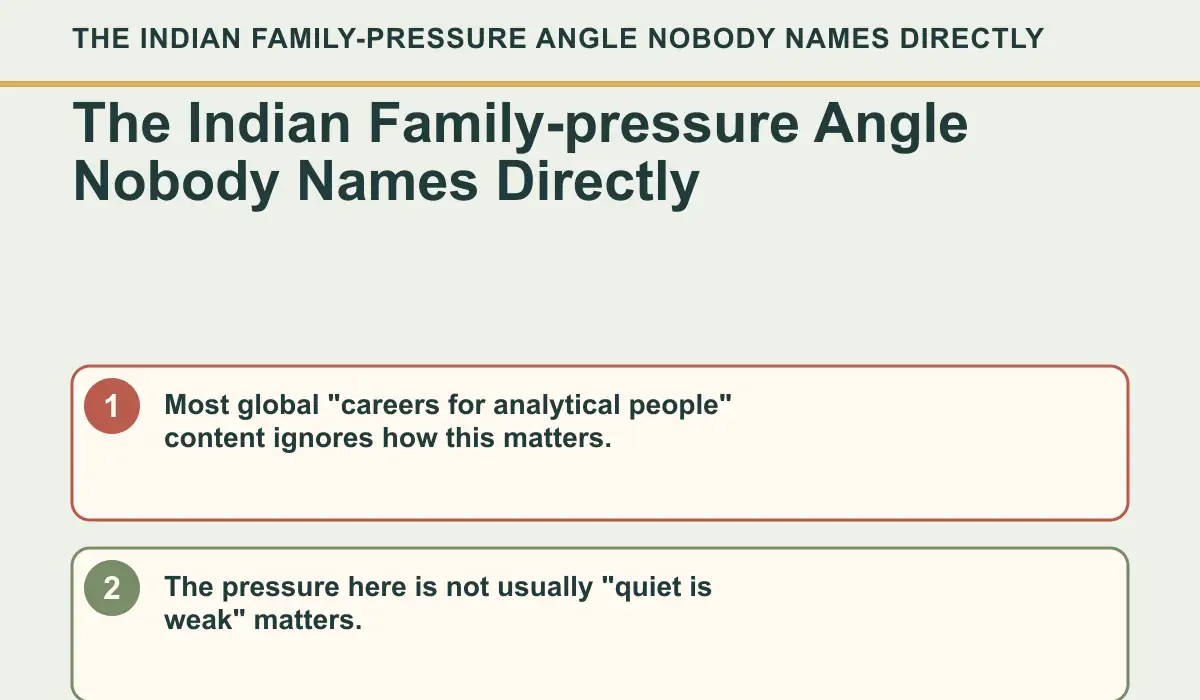 THE INDIAN FAMILY-PRESSURE ANGLE NOBODY NAMES DIRECTLY
The Indian Family-pressure Angle
Nobody Names Directly
1
Most global "careers for analytical people"
content ignores how this matters.
2
The pressure here is not usually "quiet is
weak" matters.